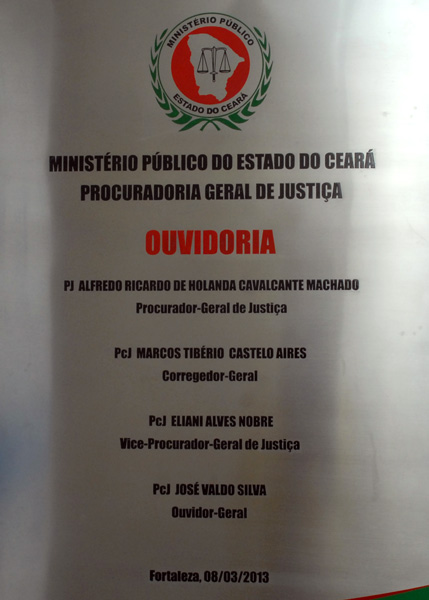 MINISTÉRIO PÚBLICO
ESTADO DO CEARÁ
MINISTÉRIO PÚBLICO DO ESTADO DO CEARÁ
PROCURADORIA GERAL DE JUSTIÇA
OUVIDORIA
PJ ALFREDO RICARDO DE HOLANDA CAVALCANTE MACHADO
Procurador-Geral de Justiça
PcJ MARCOS TIBÉRIO CASTELO AIRES
Corregedor-Geral
PcJ ELIANI ALVES NOBRE
Vice-Procurador-Geral de Justiça
PcJ JOSÉ VALDO SILVA
Ouvidor-Geral
Fortaleza, 08/03/2013